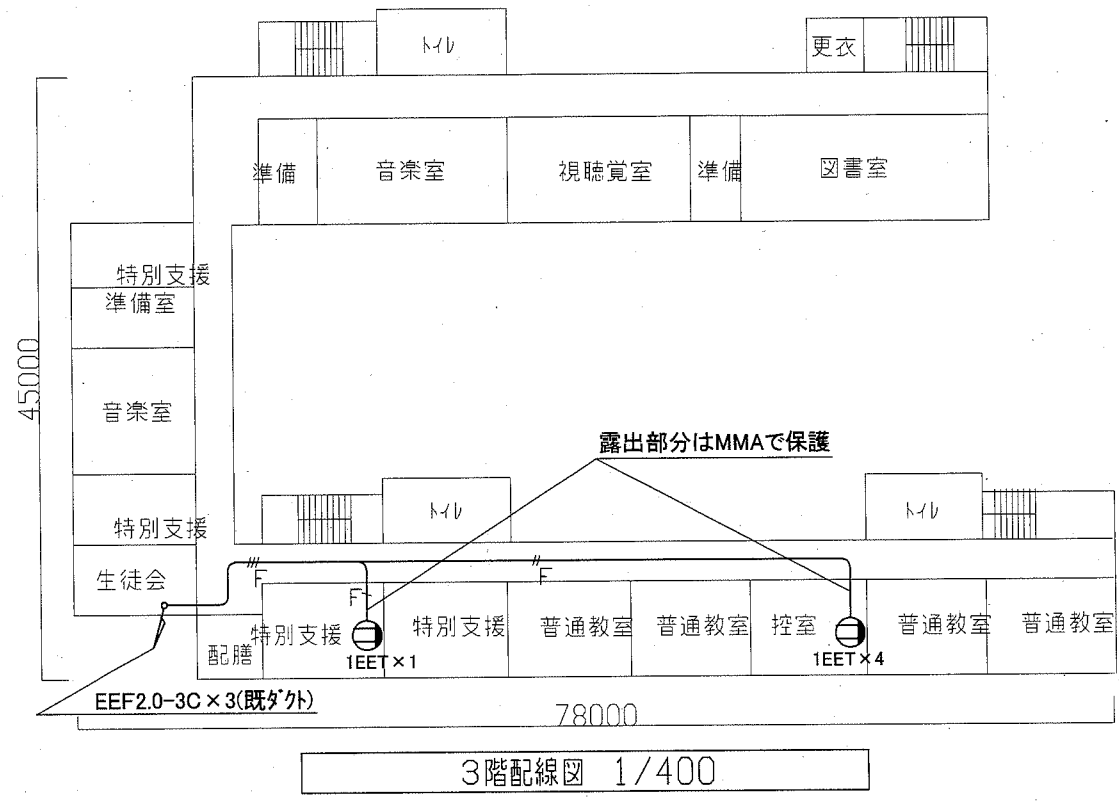 トイレ
更衣
準備
音楽室
視聴覚室
準備
図書室
特別支援
準備室
45000
音楽室
露出部分はMMAで保護
特別支援
トイレ
トイレ
生徒会
F
F
F
配膳
特別支援
特別支援
普通教室
普通教室
控室
普通教室
普通教室
1EET×1
1EET×4
EEF2.0-3C×3(既ダクト)
78000
3階配線図 1/400